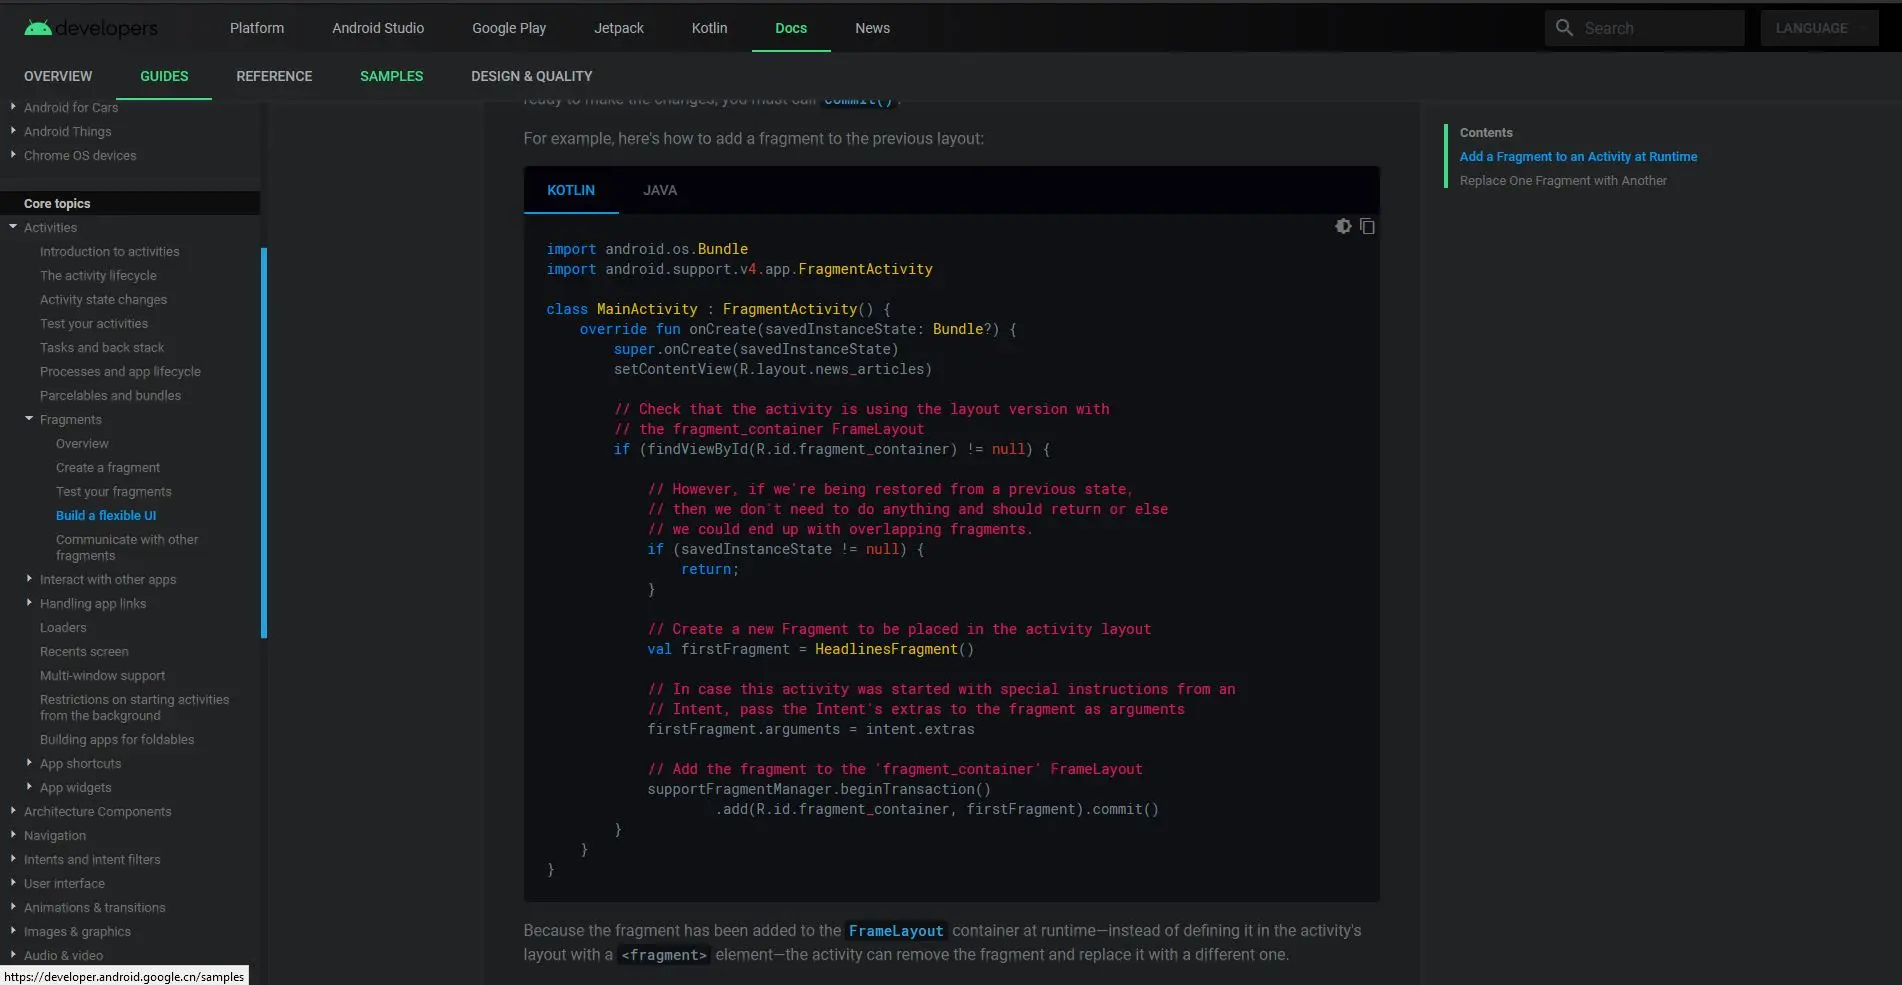 developers
Platform
Android Studio
Google Play
Jetpack
Kotlin
Docs
News
Search
LANGUAGE
OVERVIEW
GUIDES
REFERENCE
SAMPLES
DESIGN & QUALITY
Android for Cars
Android Things
Chrome OS devices
Core topics
Activities
Introduction to activities
The activity lifecycle
Activity state changes
Test your activities
Tasks and back stack
Processes and app lifecycle
Parcelables and bundles
Fragments
Overview
Create a fragment
Test your fragments
Build a flexible UI
Communicate with other
fragments
Interact with other apps
Handling app links
Loaders
Recents screen
Multi-window support
Restrictions on starting activities
from the background
Building apps for foldables
App shortcuts
App widgets
Architecture Components
Navigation
Intents and intent filters
User interface
Animations & transitions
Images & graphics
Audio & video
https://developer.android.google.cn/samples
ready to make the changes, you must call commit() .
For example, here's how to add a fragment to the previous layout:
KOTLIN
JAVA
import android.os.Bundle
import android.support.v4.app.FragmentActivity
class MainActivity : FragmentActivity() {
override fun onCreate(savedInstanceState: Bundle?) {
super.onCreate(savedInstanceState)
setContentView(R.layout.news_articles)
// Check that the activity is using the layout version with
// the fragment_container FrameLayout
if (findViewById(R.id.fragment_container) != null) {
// However, if we're being restored from a previous state,
// then we don't need to do anything and should return or else
// we could end up with overlapping fragments.
if (savedInstanceState != null) {
return;
}
// Create a new Fragment to be placed in the activity layout
val firstFragment = HeadlinesFragment()
// In case this activity was started with special instructions from an
// Intent, pass the Intent's extras to the fragment as arguments
firstFragment.arguments = intent.extras
// Add the fragment to the 'fragment_container' FrameLayout
supportFragmentManager.beginTransaction()
.add(R.id.fragment_container, firstFragment).commit()
}
}
}
Because the fragment has been added to the FrameLayout container at runtime—instead of defining it in the activity's
layout with a <fragment> element—the activity can remove the fragment and replace it with a different one.
Contents
Add a Fragment to an Activity at Runtime
Replace One Fragment with Another